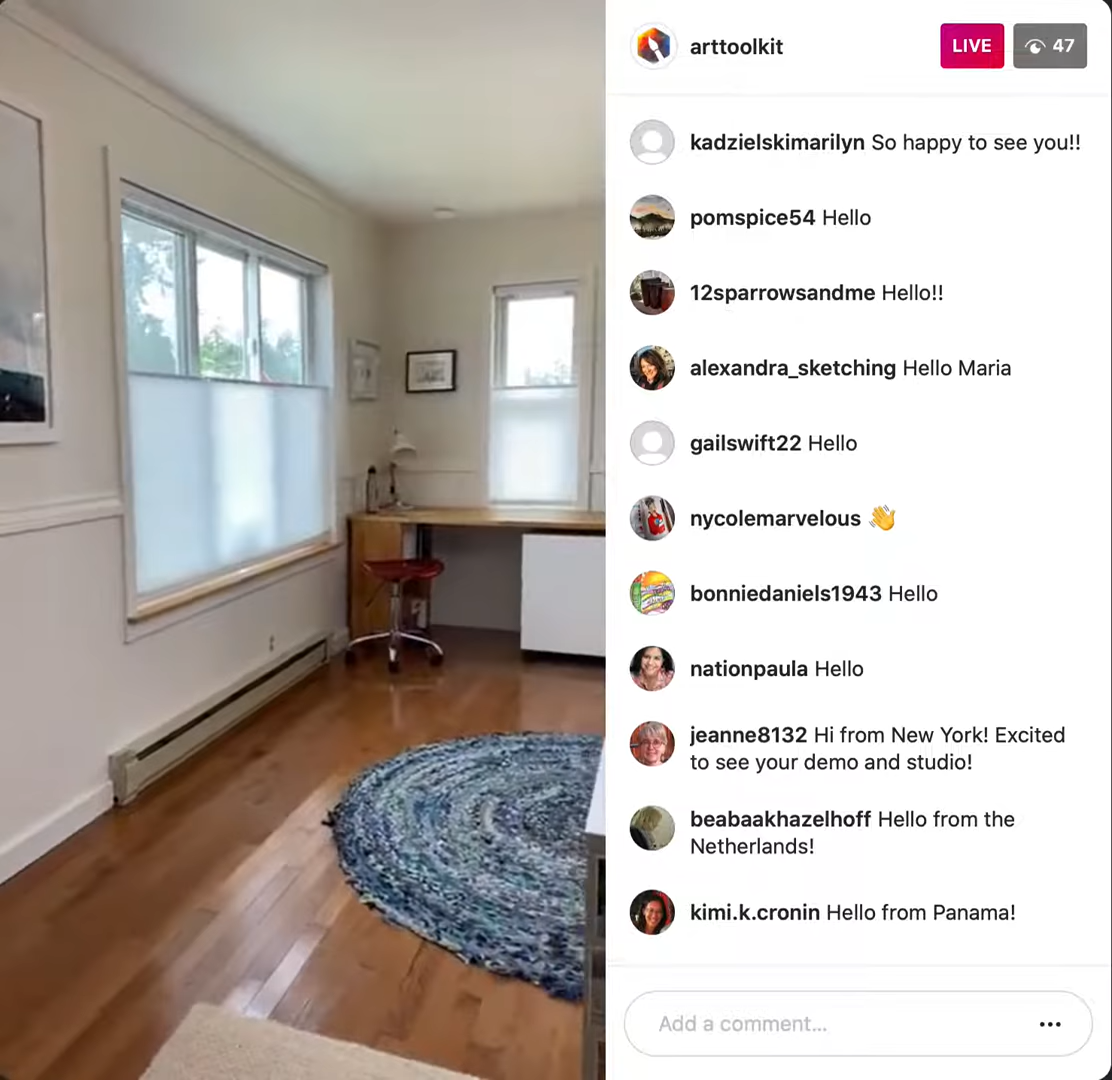 arttoolkit LIVE 47
kadzielskimarilyn So happy to see you!!
pomspice54 Hello
12sparrowsandme Hello!!
alexandra_sketching Hello Maria
gailswift22 Hello
nycolemarvelous 👋
bonniedaniels1943 Hello
nationpaula Hello
jeanne8132 Hi from New York! Excited
to see your demo and studio!
beabaakhazelhoff Hello from the
Netherlands!
kimi.k.cronin Hello from Panama!
Add a comment...